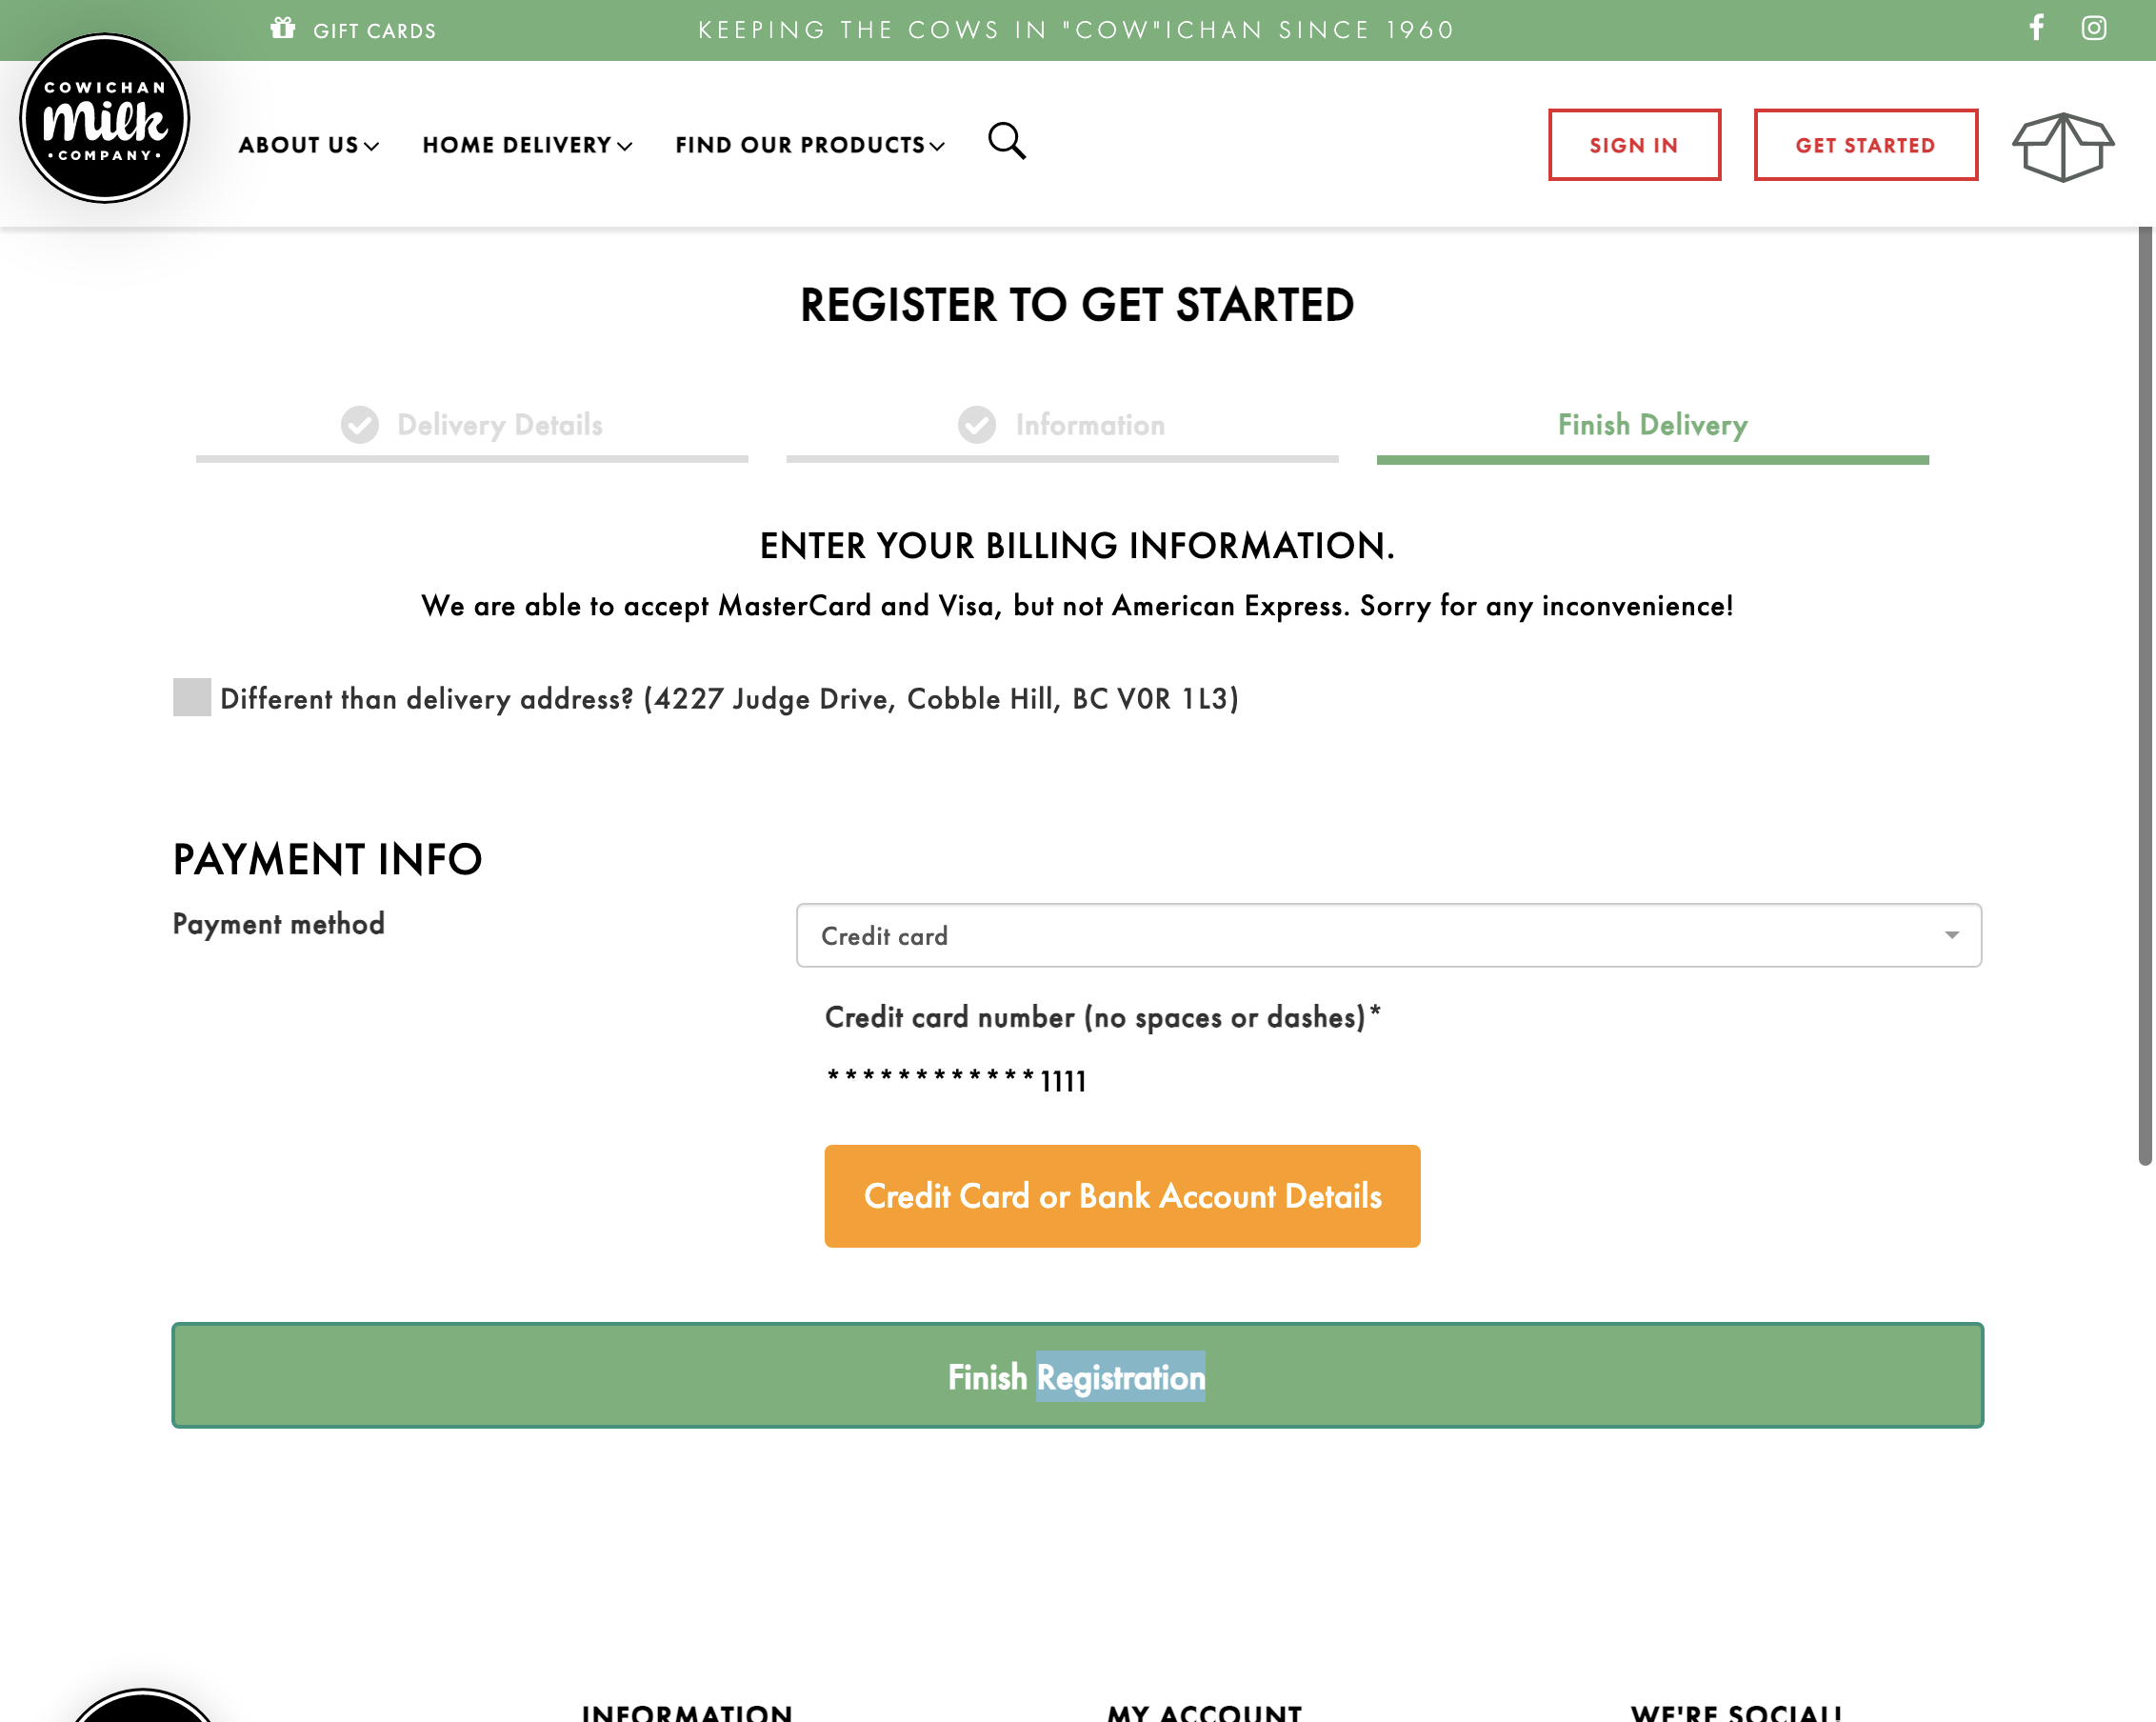 GIFT CARDS
KEEPING THE COWS IN "COW"ICHAN SINCE 1960
COWICHAN
milk
•COMPANY•
ABOUT US
HOME DELIVERY
FIND OUR PRODUCTS
SIGN IN
GET STARTED
REGISTER TO GET STARTED
Delivery Details
Information
Finish Delivery
ENTER YOUR BILLING INFORMATION.
We are able to accept MasterCard and Visa, but not American Express. Sorry for any inconvenience!
Different than delivery address? (4227 Judge Drive, Cobble Hill, BC V0R 1L3)
PAYMENT INFO
Payment method
Credit card
Credit card number (no spaces or dashes)*
************1111
Credit Card or Bank Account Details
Finish Registration
INFORMATION
MY ACCOUNT
WE'RE SOCIAL!